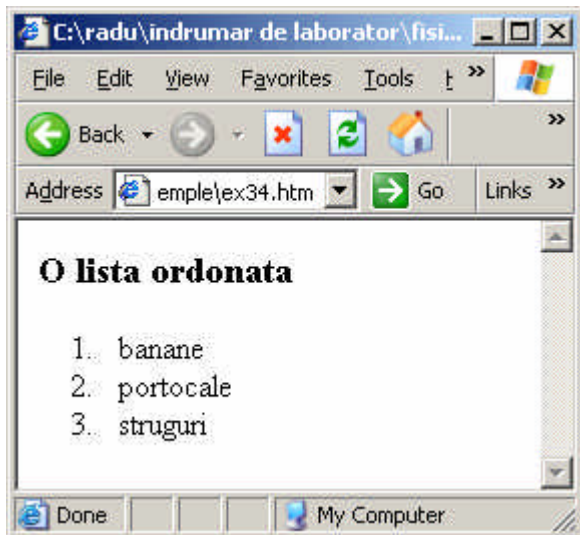 C:\radu\indrumar de laborator\fisi...
File Edit View Favorites Tools
Back
Address emple\ex34.htm Go Links
O lista ordonata
1. banane
2. portocale
3. struguri
Done My Computer